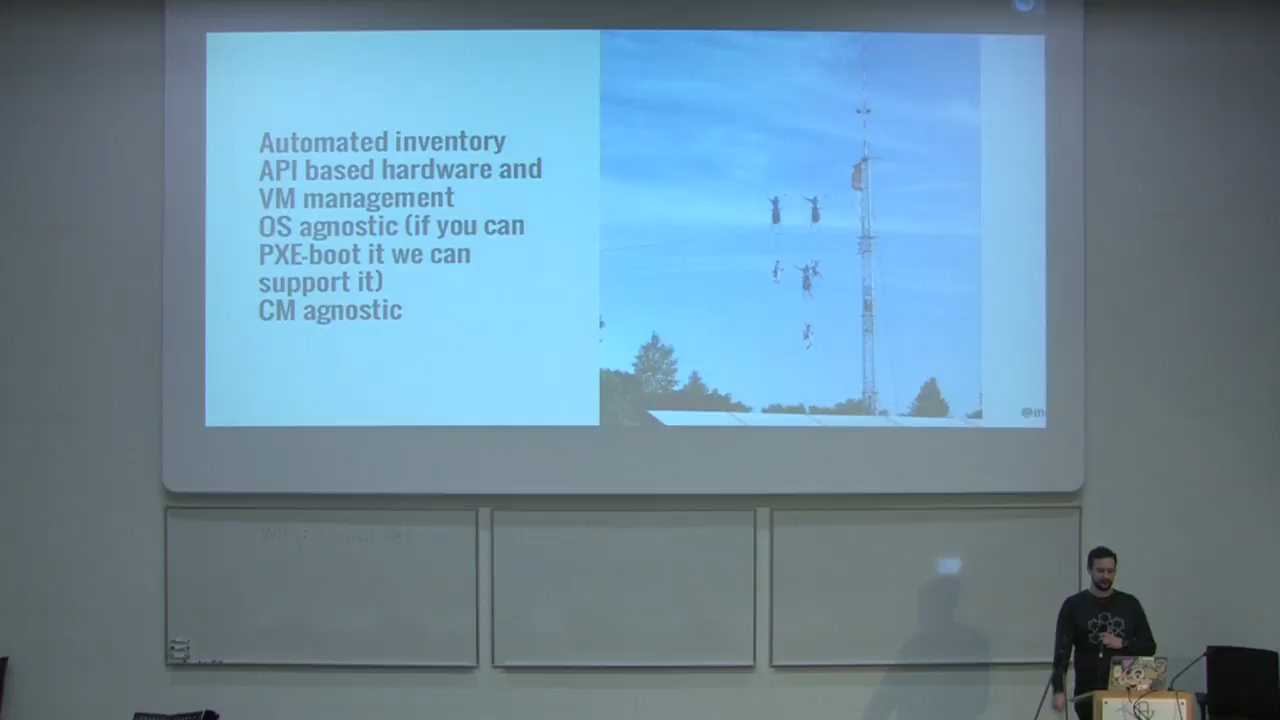 Automated inventory
API based hardware and
VM management
OS agnostic (if you can
PXE-boot it we can
support it)
CM agnostic
@m